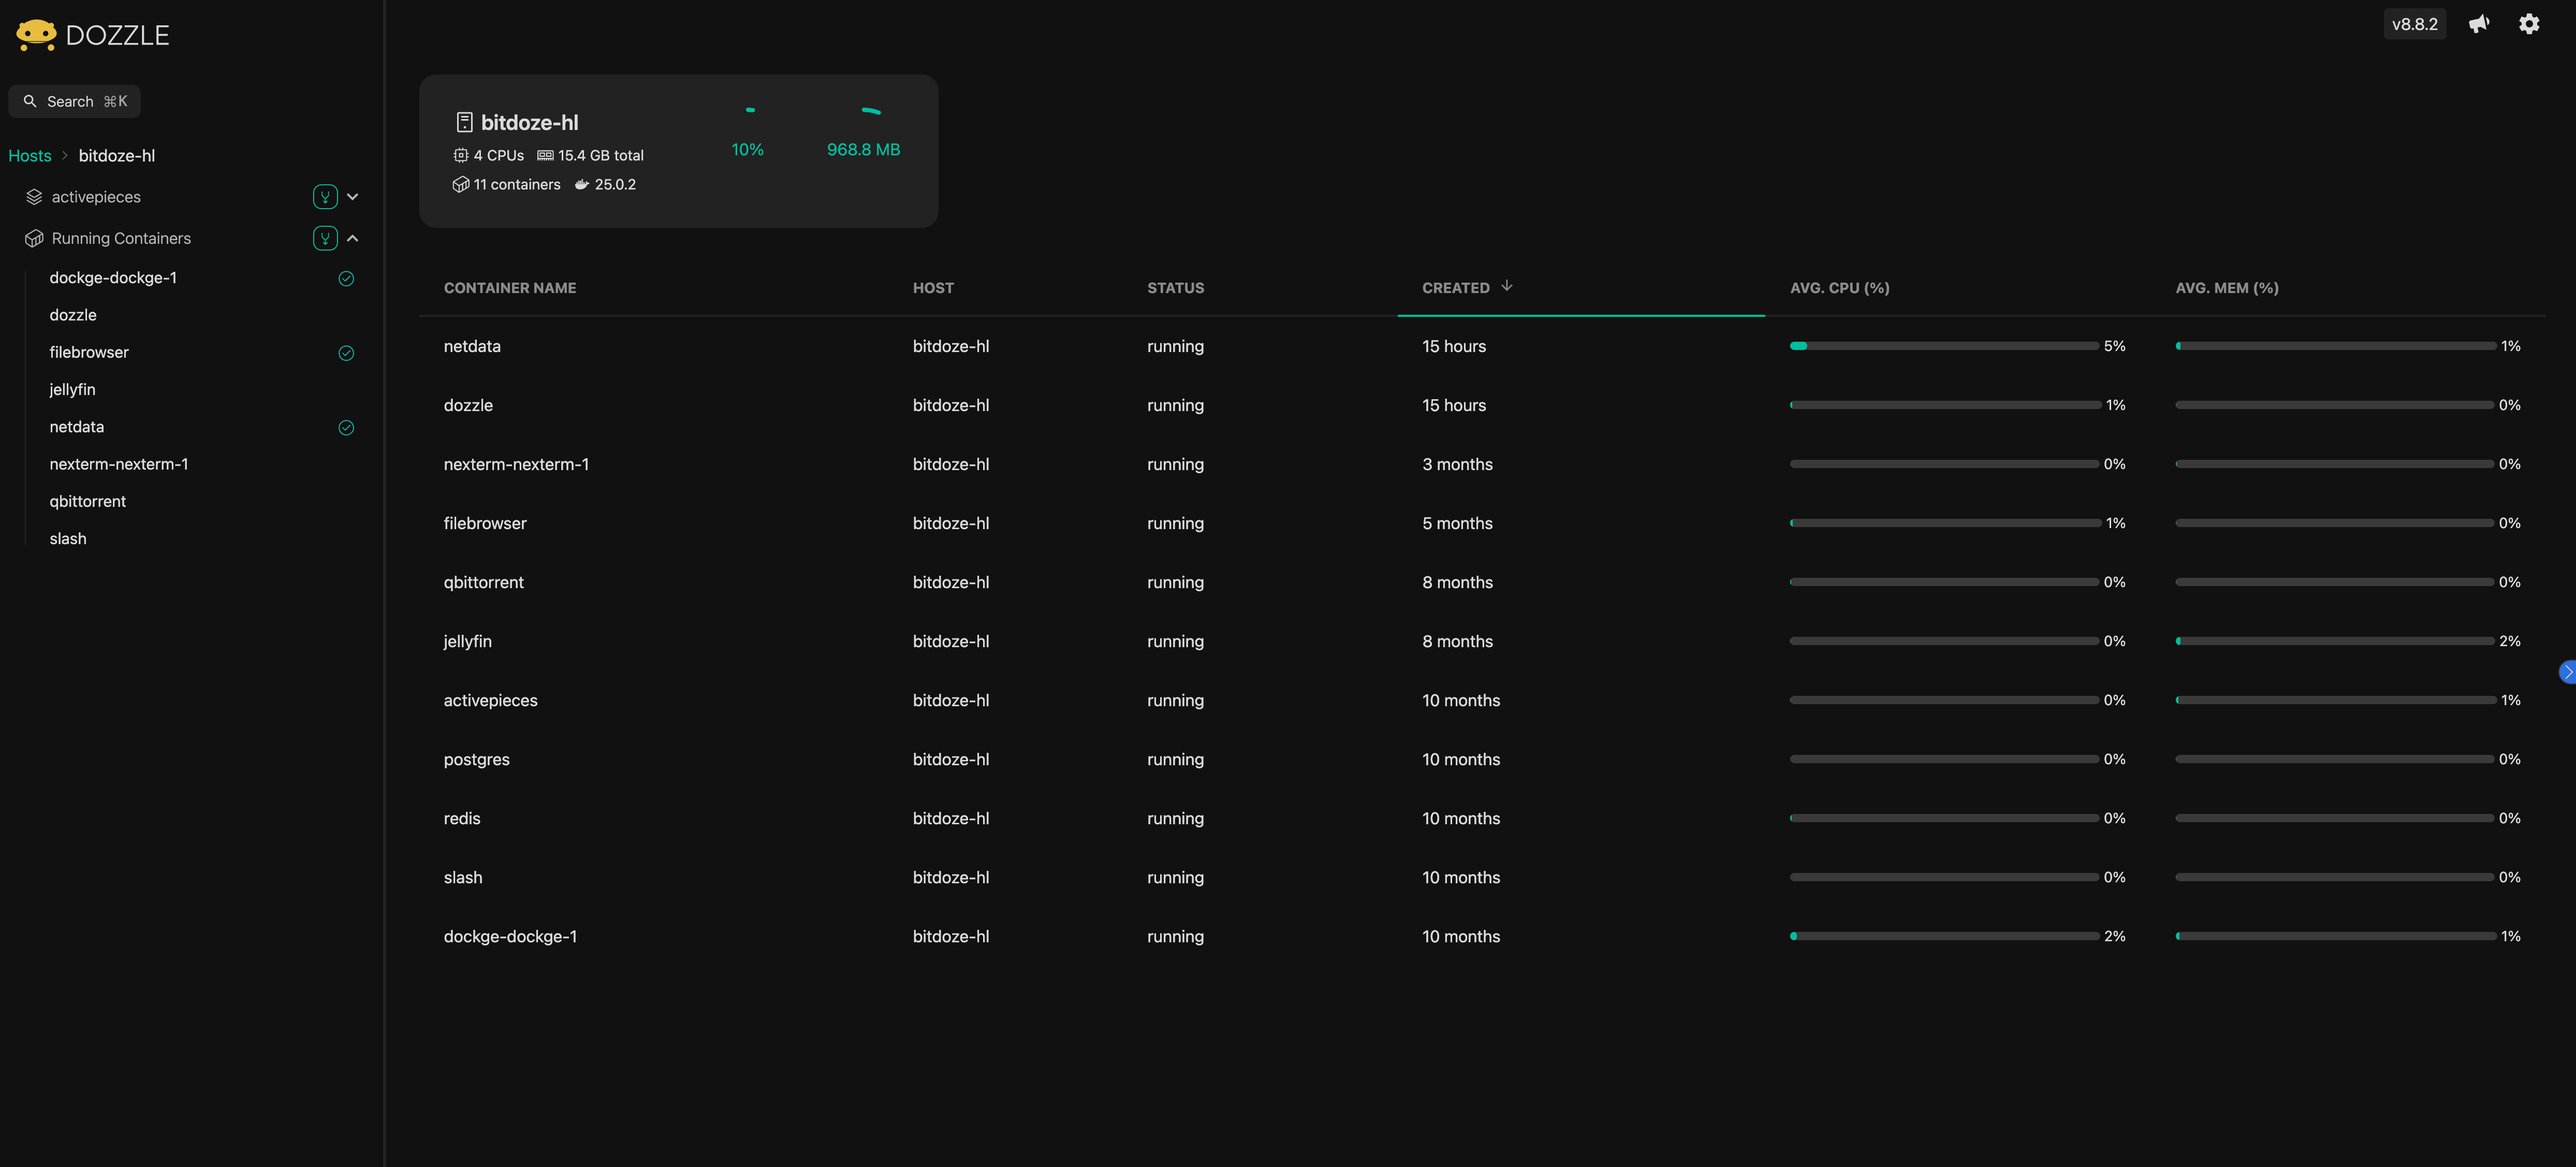 DOZZLE
Search ⌘K
Hosts > bitdoze-hl
activepieces
Running Containers
dockge-dockge-1
dozzle
filebrowser
jellyfin
netdata
nexterm-nexterm-1
qbittorrent
slash
v8.8.2
bitdoze-hl
4 CPUs 15.4 GB total
11 containers 25.0.2
10% 968.8 MB
CONTAINER NAME HOST STATUS CREATED AVG. CPU (%) AVG. MEM (%)
netdata bitdoze-hl running 15 hours 5% 1%
dozzle bitdoze-hl running 15 hours 1% 0%
nexterm-nexterm-1 bitdoze-hl running 3 months 0% 0%
filebrowser bitdoze-hl running 5 months 1% 0%
qbittorrent bitdoze-hl running 8 months 0% 0%
jellyfin bitdoze-hl running 8 months 0% 2%
activepieces bitdoze-hl running 10 months 0% 1%
postgres bitdoze-hl running 10 months 0% 0%
redis bitdoze-hl running 10 months 0% 0%
slash bitdoze-hl running 10 months 0% 0%
dockge-dockge-1 bitdoze-hl running 10 months 2% 1%